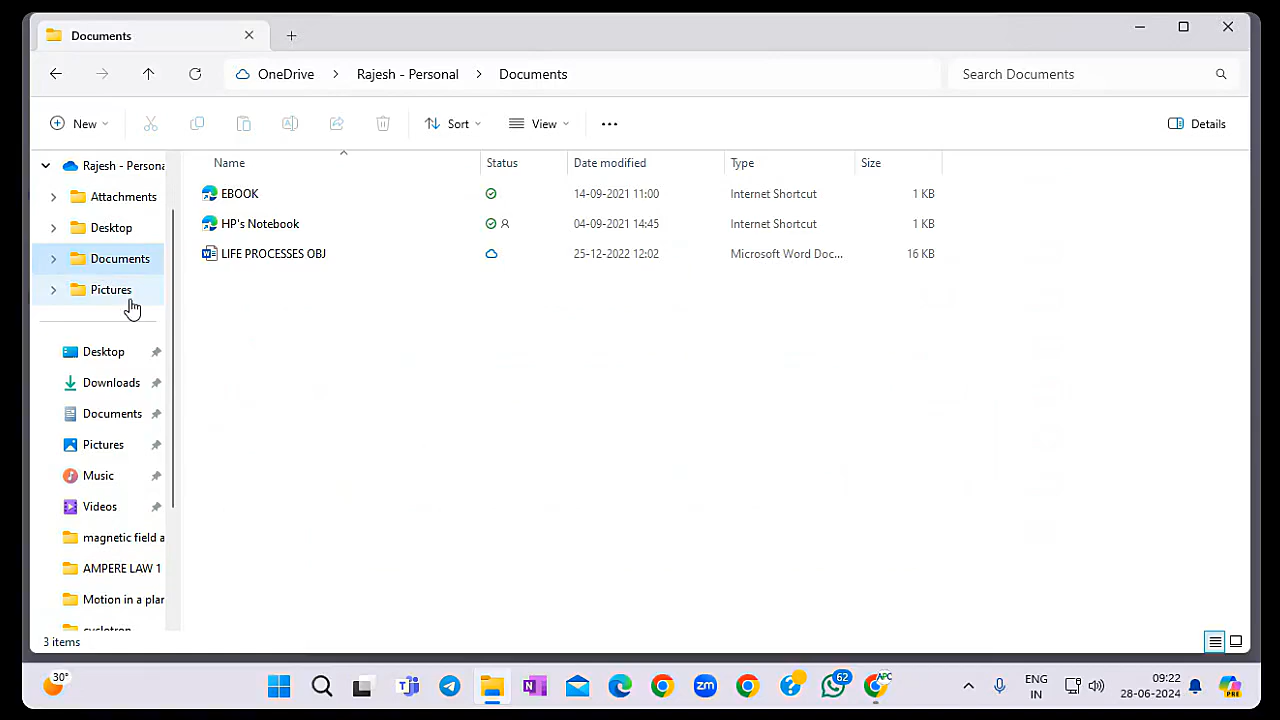 Documents
OneDrive Rajesh - Personal Documents
Search Documents
New
Sort
View
Details
Name Status Date modified Type Size
Rajesh - Persona
Attachments
Desktop
Documents
Pictures
EBOOK 14-09-2021 11:00 Internet Shortcut 1 KB
HP's Notebook 04-09-2021 14:45 Internet Shortcut 1 KB
LIFE PROCESSES OBJ 25-12-2022 12:02 Microsoft Word Doc... 16 KB
Desktop
Downloads
Documents
Pictures
Music
Videos
magnetic field a
AMPERE LAW 1
Motion in a plan
cyclotron
3 items
30°
62
APC
ENG
IN
09:22
28-06-2024
PRE